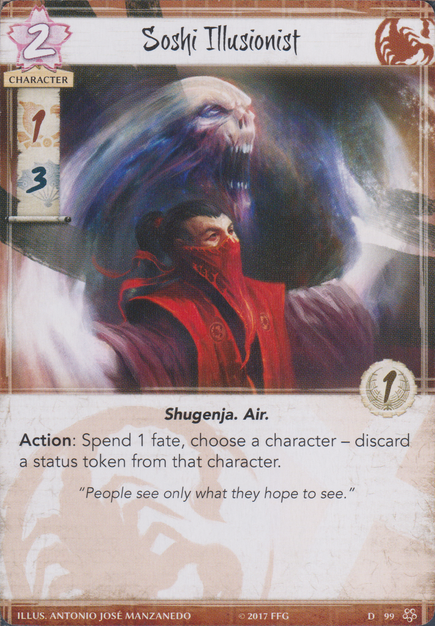 2
Soshi Illusionist
CHARACTER
1
3
1
Shugenja. Air.
Action: Spend 1 fate, choose a character – discard
a status token from that character.
“People see only what they hope to see.”
ILLUS. ANTONIO JOSÉ MANZANEDO © 2017 FFG D 99